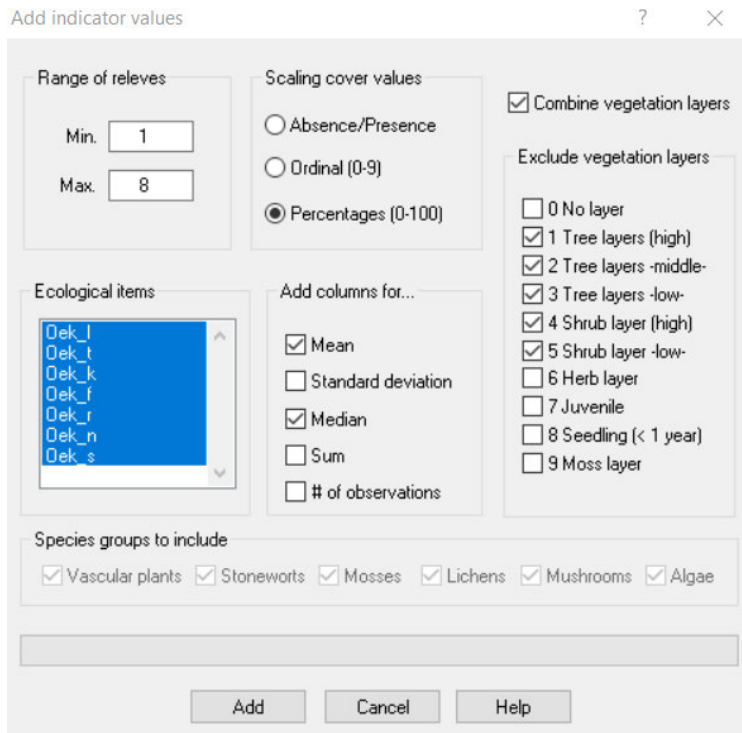 Add indicator values
?
Range of releves
Min. 1
Max. 8
Scaling cover values
Absence/Presence
Ordinal (0-9)
Percentages (0-100)
Combine vegetation layers
Exclude vegetation layers
0 No layer
1 Tree layers (high)
2 Tree layers -middle-
3 Tree layers -low-
4 Shrub layer (high)
5 Shrub layer -low-
6 Herb layer
7 Juvenile
8 Seedling (< 1 year)
9 Moss layer
Ecological items
Oek_l
Oek_t
Oek_k
Oek_f
Oek_r
Oek_n
Oek_s
Add columns for...
Mean
Standard deviation
Median
Sum
# of observations
Species groups to include
Vascular plants Stoneworts Mosses Lichens Mushrooms Algae
Add Cancel Help